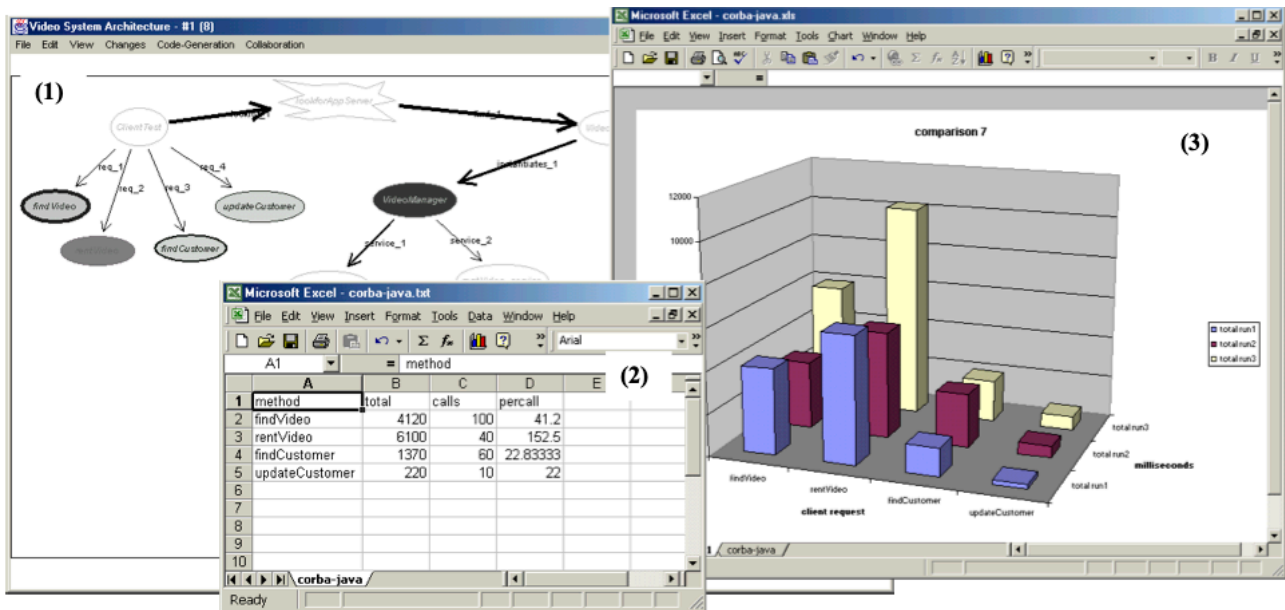 Video System Architecture - #1 (8)
File Edit View Changes Code-Generation Collaboration
(1)
lookforAppServer
ClientTest
Video
req_1
req_2
req_3
req_4
instantiates_1
findVideo
rentVideo
findCustomer
updateCustomer
VideoManager
service_1
service_2
Microsoft Excel - corba-java.txt
File Edit View Insert Format Tools Data Window Help
Arial
A1 = method
(2)
A B C D E
1 method total calls percall
2 findVideo 4120 100 41.2
3 rentVideo 6100 40 152.5
4 findCustomer 1370 60 22.83333
5 updateCustomer 220 10 22
6
7
8
9
10
corba-java
Ready
Microsoft Excel - corba-java.xls
File Edit View Insert Format Tools Chart Window Help
B I U
=
comparison 7
(3)
12000
10000
total run1
total run2
total run3
total run3
total run2
milliseconds
total run1
findVideo
rentVideo
findCustomer
updateCustomer
client request
1 corba-java